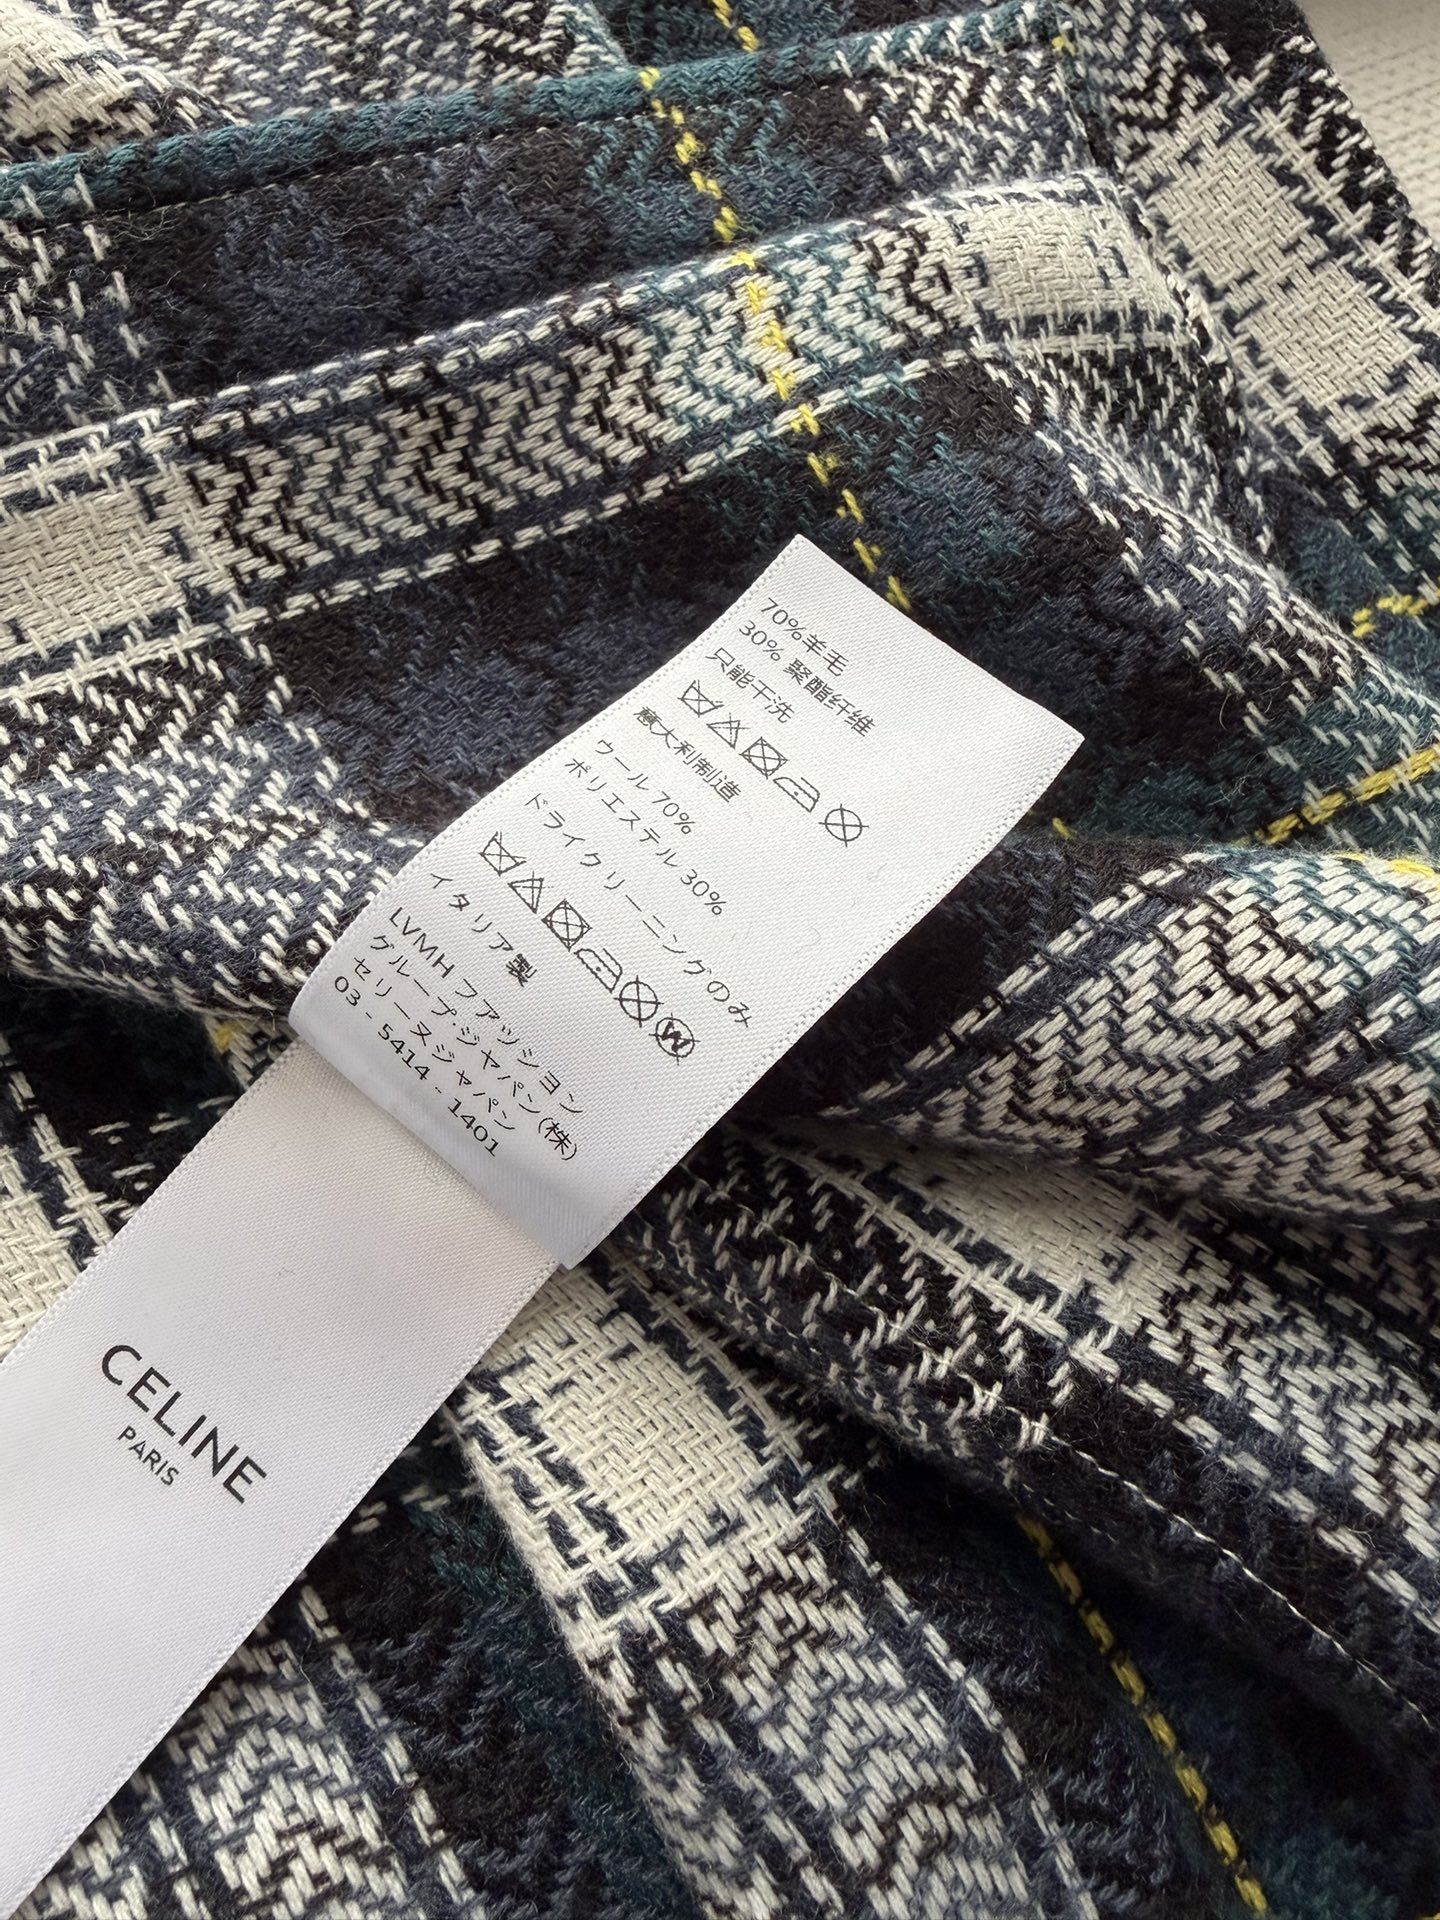 70%羊毛
30% 聚酯纤维
只能干洗
意大利制造
ウール 70%
ポリエステル 30%
ドライクリーニングのみ
イタリア製
LVMH ファッション
グループ・ジャパン(株)
セリーヌ ジャパン
03 - 5414 - 1401
CELINE
PARIS